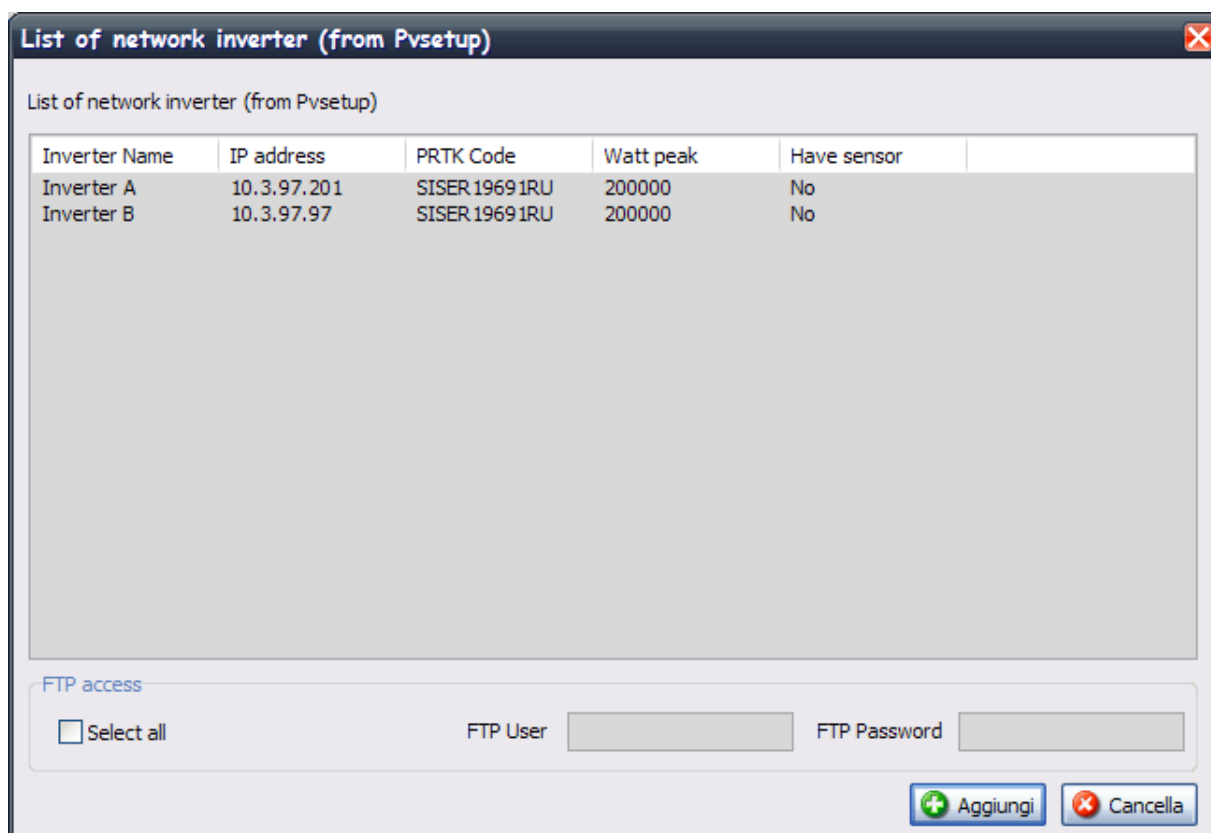 List of network inverter (from Pvsetup)
List of network inverter (from Pvsetup)
Inverter Name IP address PRTK Code Watt peak Have sensor
Inverter A 10.3.97.201 SISER19691RU 200000 No
Inverter B 10.3.97.97 SISER19691RU 200000 No
FTP access
Select all FTP User FTP Password
Aggiungi Cancella